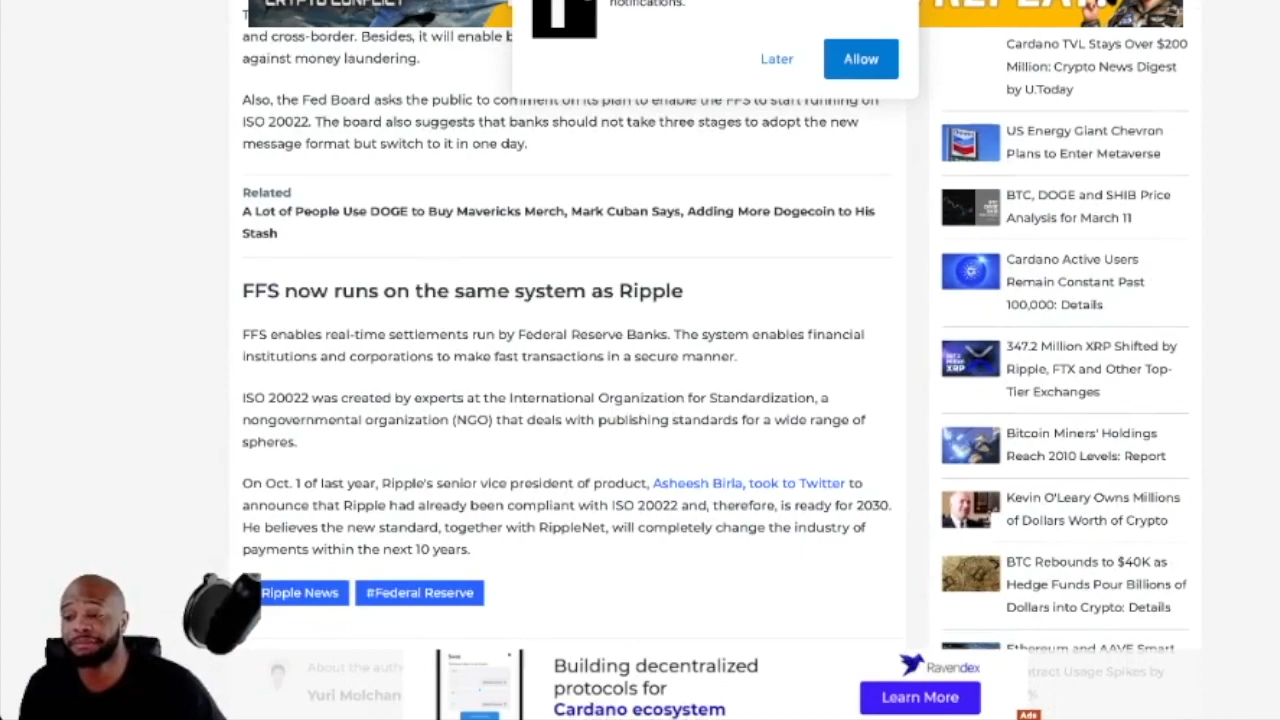 CRYPTO CONFLICT
notifications.
Later
Allow
and cross-border. Besides, it will enable b
against money laundering.
Also, the Fed Board asks the public to comment on its plan to enable the FFS to start running on
ISO 20022. The board also suggests that banks should not take three stages to adopt the new
message format but switch to it in one day.
Related
A Lot of People Use DOGE to Buy Mavericks Merch, Mark Cuban Says, Adding More Dogecoin to His
Stash
FFS now runs on the same system as Ripple
FFS enables real-time settlements run by Federal Reserve Banks. The system enables financial
institutions and corporations to make fast transactions in a secure manner.
ISO 20022 was created by experts at the International Organization for Standardization, a
nongovernmental organization (NGO) that deals with publishing standards for a wide range of
spheres.
On Oct. 1 of last year, Ripple's senior vice president of product, Asheesh Birla, took to Twitter to
announce that Ripple had already been compliant with ISO 20022 and, therefore, is ready for 2030.
He believes the new standard, together with RippleNet, will completely change the industry of
payments within the next 10 years.
Ripple News
#Federal Reserve
About the auth
Yuri Molchan
Building decentralized
protocols for
Cardano ecosystem
Ravendex
Learn More
Ads
Cardano TVL Stays Over $200
Million: Crypto News Digest
by U.Today
US Energy Giant Chevron
Plans to Enter Metaverse
BTC, DOGE and SHIB Price
Analysis for March 11
Cardano Active Users
Remain Constant Past
100,000: Details
347.2 Million XRP Shifted by
Ripple, FTX and Other Top-
Tier Exchanges
Bitcoin Miners' Holdings
Reach 2010 Levels: Report
Kevin O'Leary Owns Millions
of Dollars Worth of Crypto
BTC Rebounds to $40K as
Hedge Funds Pour Billions of
Dollars into Crypto: Details
Ethereum and AAVE Smart
ntract Usage Spikes by
%